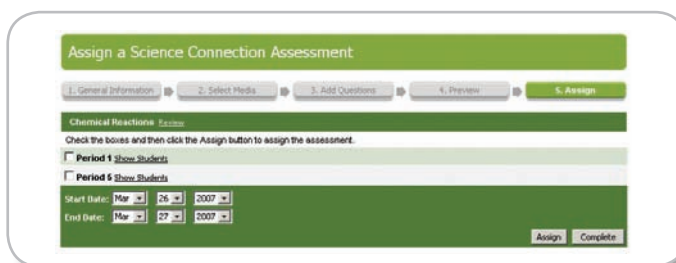 Assign a Science Connection Assessment
1. General Information 2. Select Media 3. Add Questions 4. Preview 5. Assign
Chemical Reactions Preview
Check the boxes and then click the Assign button to assign the assessment.
Period 1 Show Students
Period 5 Show Students
Start Date: Mar 26 2007
End Date: Mar 27 2007
Assign Complete